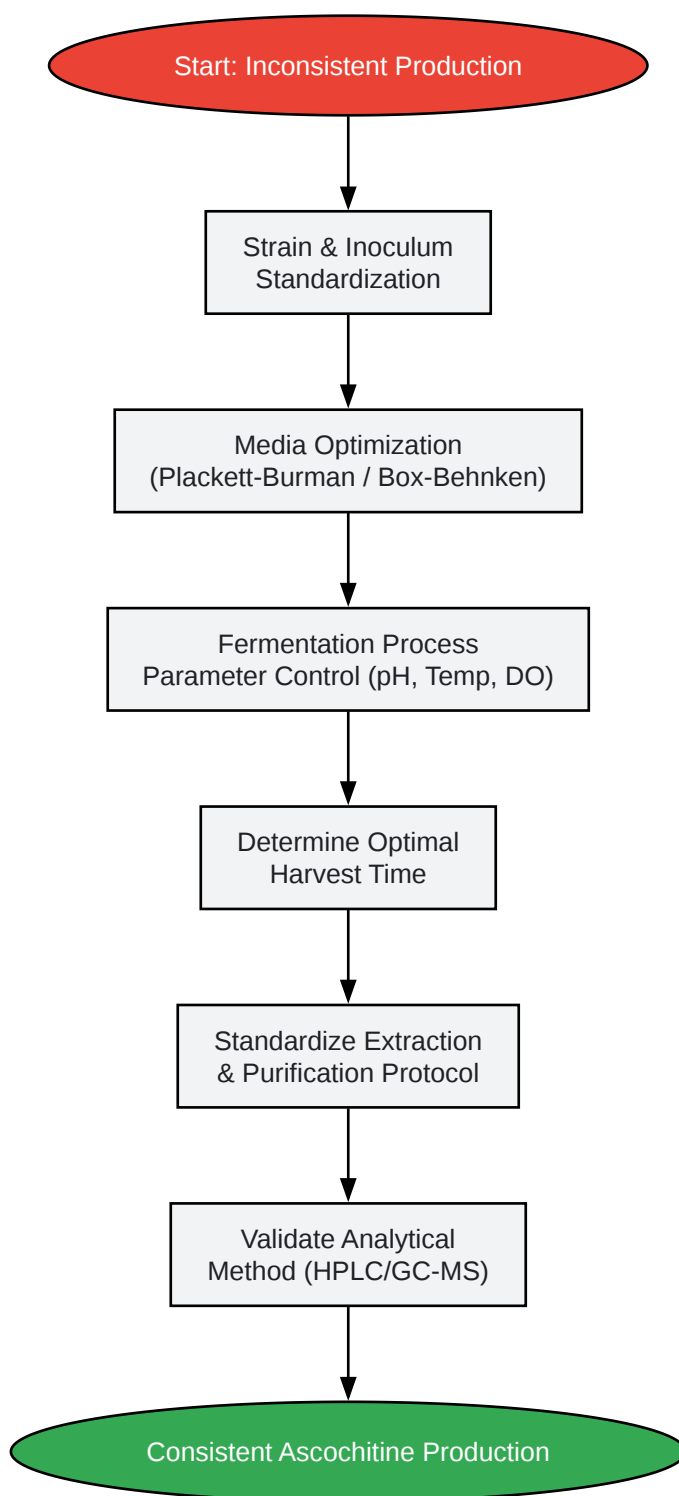 Start: Inconsistent Production
Strain & Inoculum
Standardization
Media Optimization
(Plackett-Burman / Box-Behnken)
Fermentation Process
Parameter Control (pH, Temp, DO)
Determine Optimal
Harvest Time
Standardize Extraction
& Purification Protocol
Validate Analytical
Method (HPLC/GC-MS)
Consistent Ascochitine Production